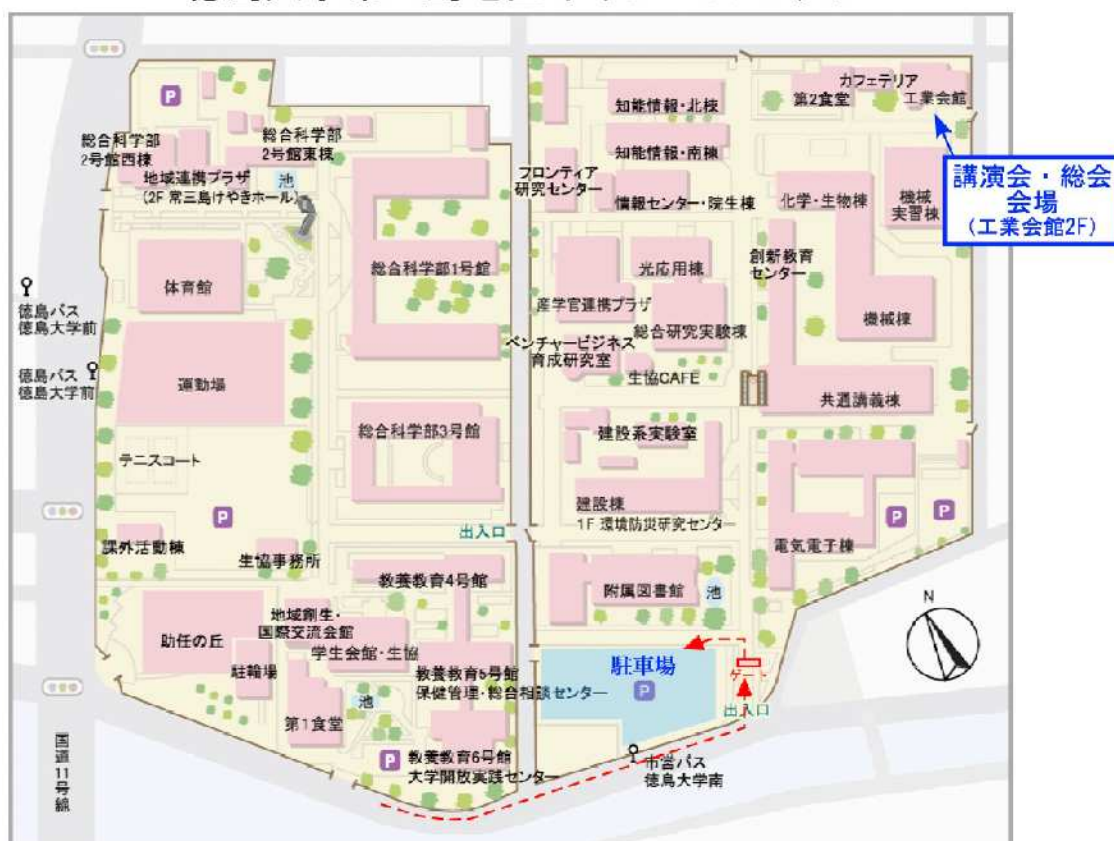 P
総合科学部
2号館西棟
総合科学部
2号館東棟
地域連携プラザ
(2F 常三島けやきホール)
池
体育館
徳島バス
徳島大学前
徳島バス
徳島大学前
運動場
テニスコート
P
課外活動棟
生協事務所
総合科学部1号館
総合科学部3号館
出入口
教養教育4号館
地域創生・
国際交流会館
学生会館・生協
助任の丘
駐輪場
第1食堂
池
教養教育5号館
保健管理・総合相談センター
P
教養教育6号館
大学開放実践センター
国道11号線
知能情報・北棟
知能情報・南棟
フロンティア
研究センター
情報センター・院生棟
第2食堂
カフェテリア
工業会館
講演会・総会
会場
(工業会館2F)
化学・生物棟
機械
実習棟
創新教育
センター
光応用棟
産学官連携プラザ
総合研究実験棟
ベンチャービジネス
育成研究室
生協CAFE
機械棟
共通講義棟
建設系実験室
建設棟
1F 環境防災研究センター
電気電子棟
P
P
附属図書館
池
駐車場
P
ゲート
出入口
市営バス
徳島大学南
N